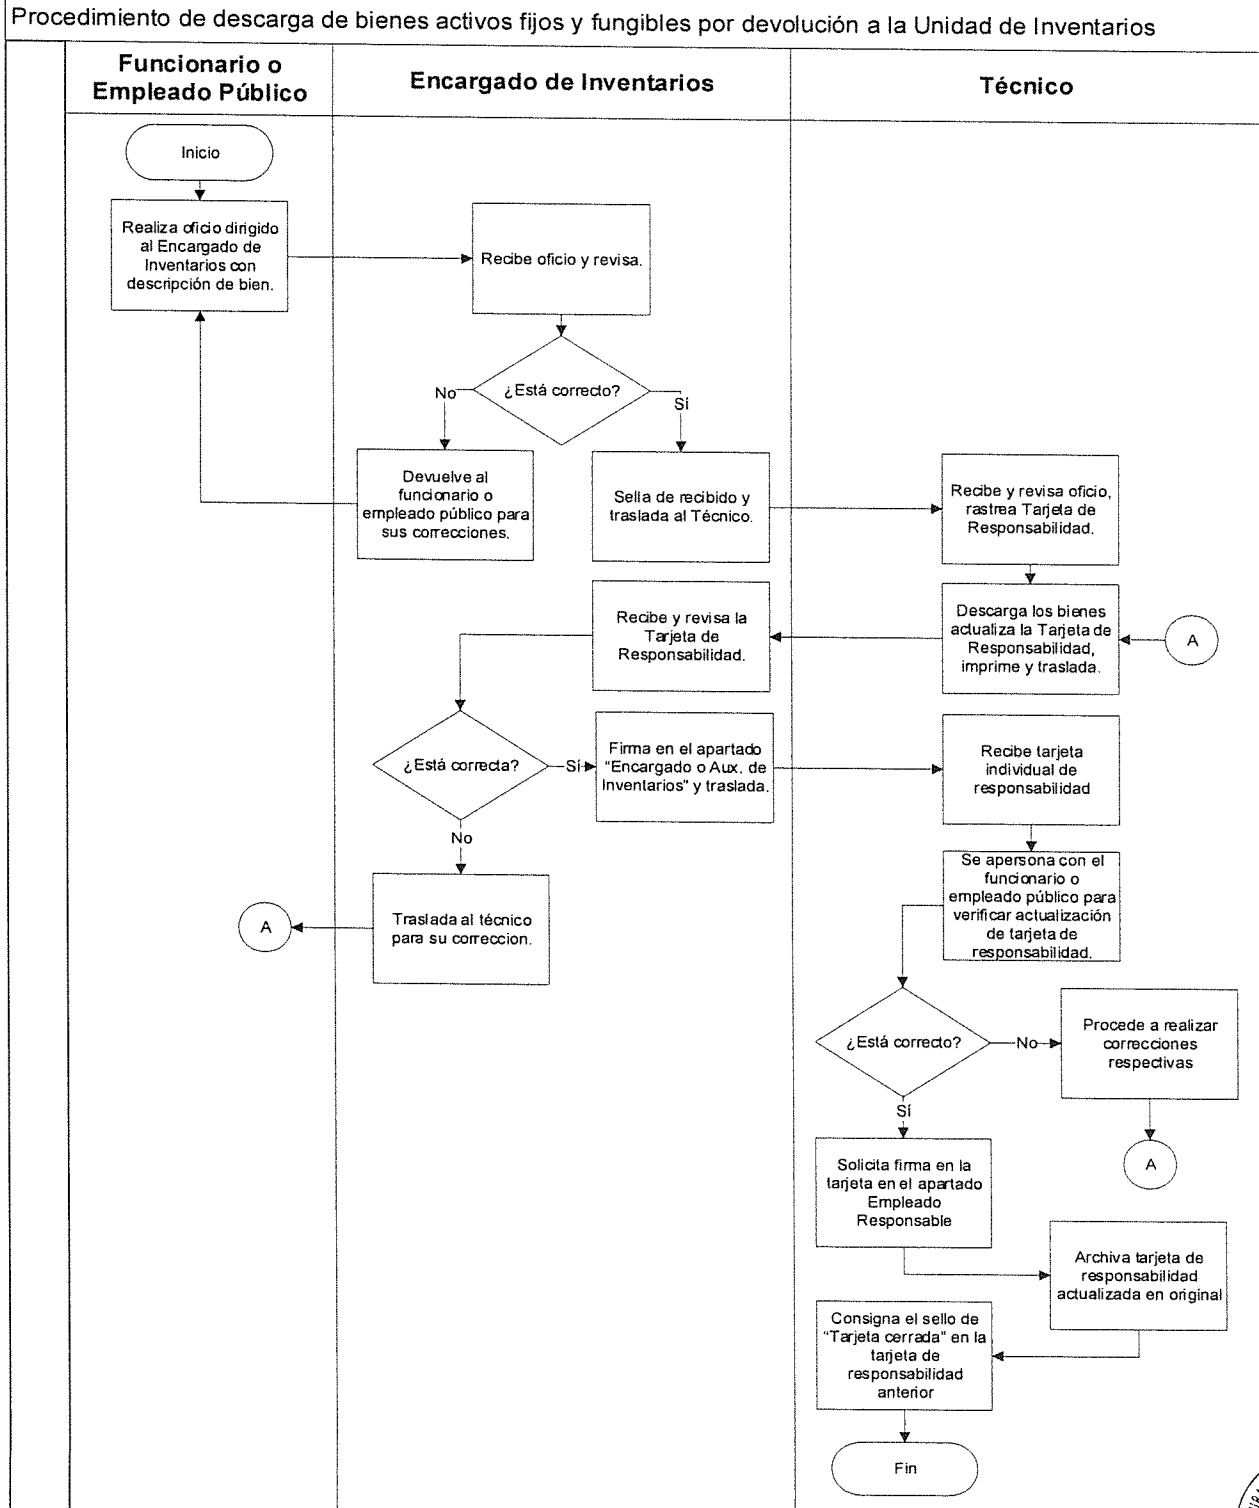 Procedimiento de descarga de bienes activos fijos y fungibles por devolución a la Unidad de Inventarios
Funcionario o
Empleado Público
Encargado de Inventarios
Técnico
Inicio
Realiza oficio dirigido
al Encargado de
Inventarios con
descripción de bien.
Recibe oficio y revisa.
¿Está correcto?
No
Sí
Devuelve al
funcionario o
empleado público para
sus correcciones.
Sella de recibido y
traslada al Técnico.
Recibe y revisa oficio,
rastrea Tarjeta de
Responsabilidad.
Descarga los bienes
actualiza la Tarjeta de
Responsabilidad,
imprime y traslada.
A
Recibe y revisa la
Tarjeta de
Responsabilidad.
¿Está correcta?
Sí
Firma en el apartado
"Encargado o Aux. de
Inventarios" y traslada.
Recibe tarjeta
individual de
responsabilidad
No
Traslada al técnico
para su correccion.
A
Se apersona con el
funcionario o
empleado público para
verificar actualización
de tarjeta de
responsabilidad.
¿Está correcto?
No
Procede a realizar
correcciones
respectivas
A
Sí
Solicita firma en la
tarjeta en el apartado
Empleado
Responsable
Archiva tarjeta de
responsabilidad
actualizada en original
Consigna el sello de
"Tarjeta cerrada" en la
tarjeta de
responsabilidad
anterior
Fin